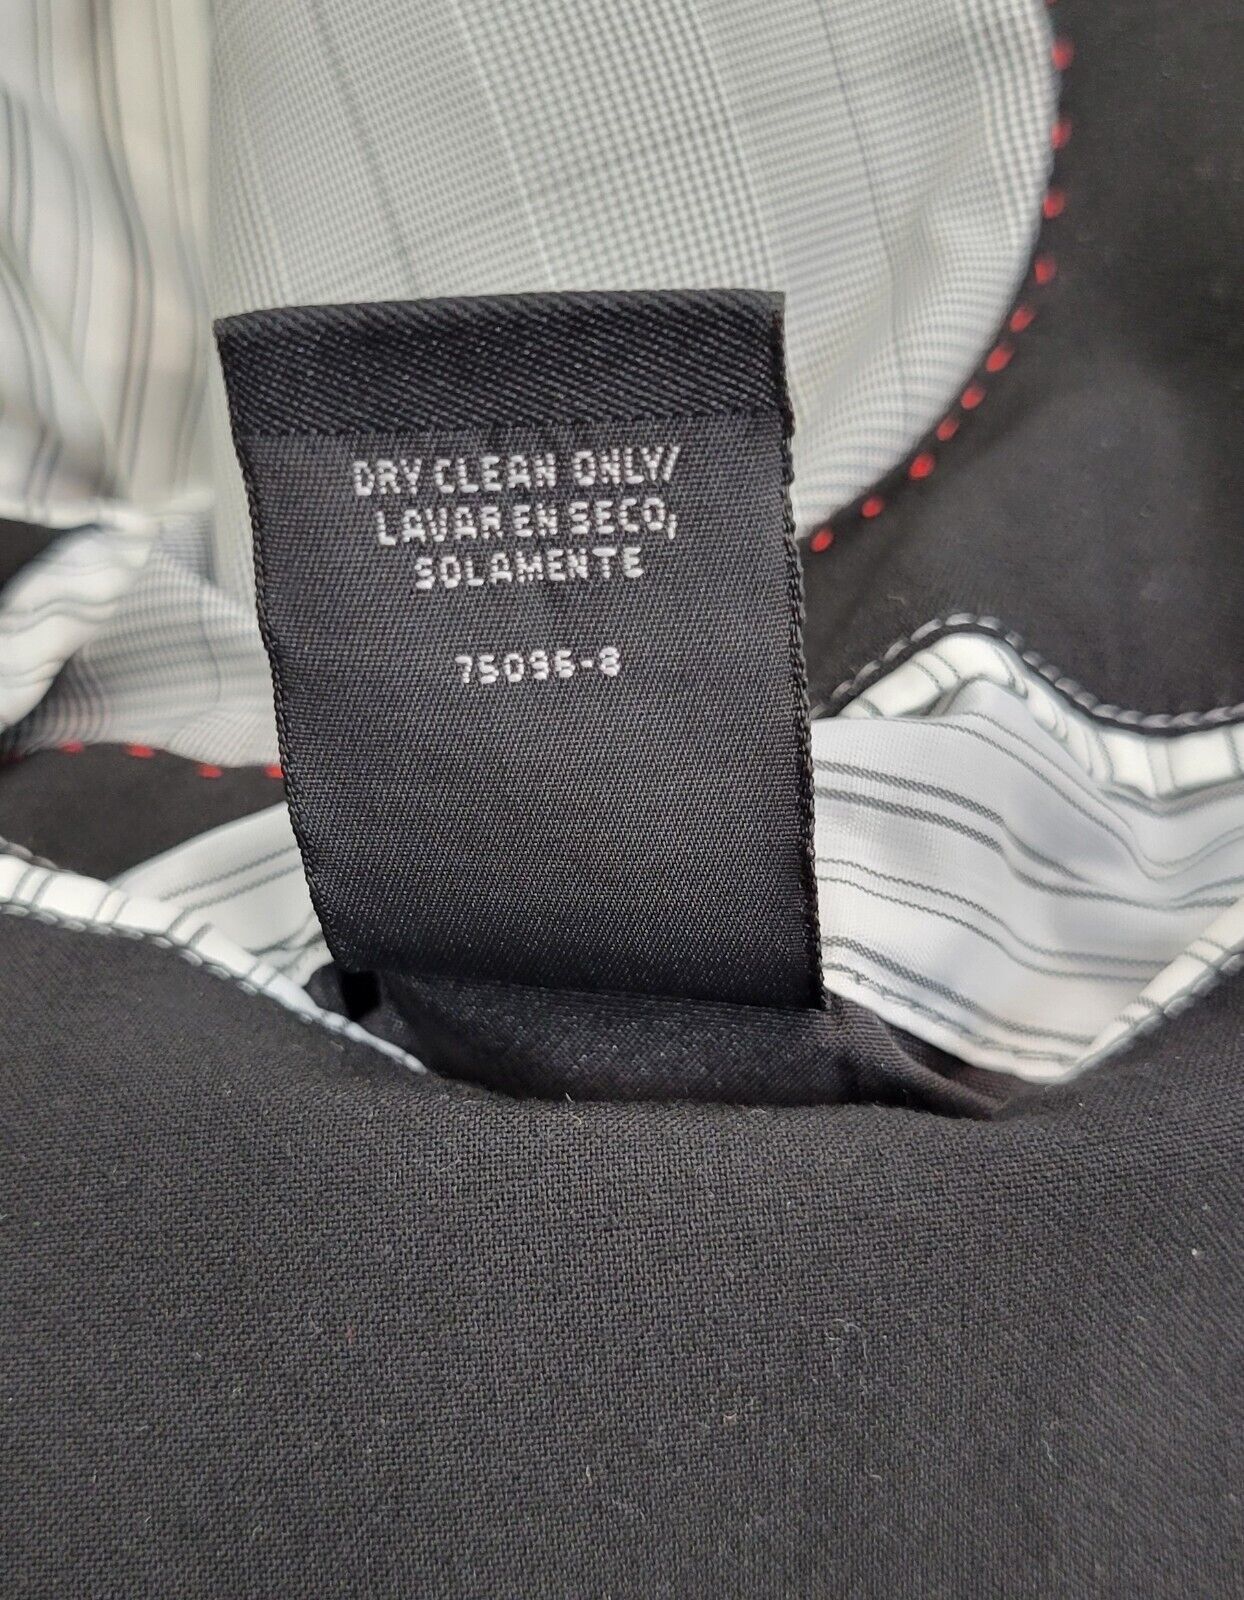 DRY CLEAN ONLY/
LAVAR EN SECO,
SOLAMENTE
75096-8